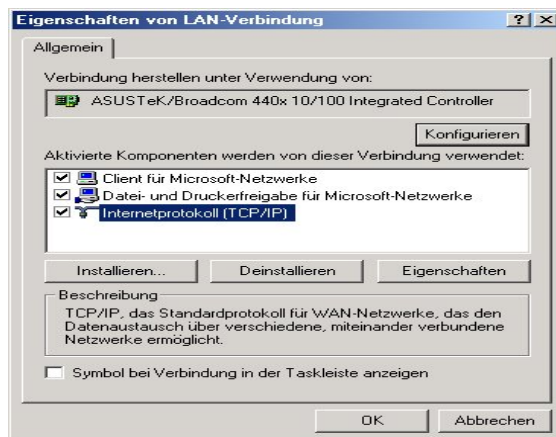 Eigenschaften von LAN-Verbindung
Allgemein
Verbindung herstellen unter Verwendung von:
ASUSTeK/Broadcom 440x 10/100 Integrated Controller
Konfigurieren
Aktivierte Komponenten werden von dieser Verbindung verwendet:
Client für Microsoft-Netzwerke
Datei- und Druckerfreigabe für Microsoft-Netzwerke
Internetprotokoll (TCP/IP)
Installieren... Deinstallieren Eigenschaften
Beschreibung
TCP/IP, das Standardprotokoll für WAN-Netzwerke, das den
Datenaustausch über verschiedene, miteinander verbundene
Netzwerke ermöglicht.
Symbol bei Verbindung in der Taskleiste anzeigen
OK Abbrechen